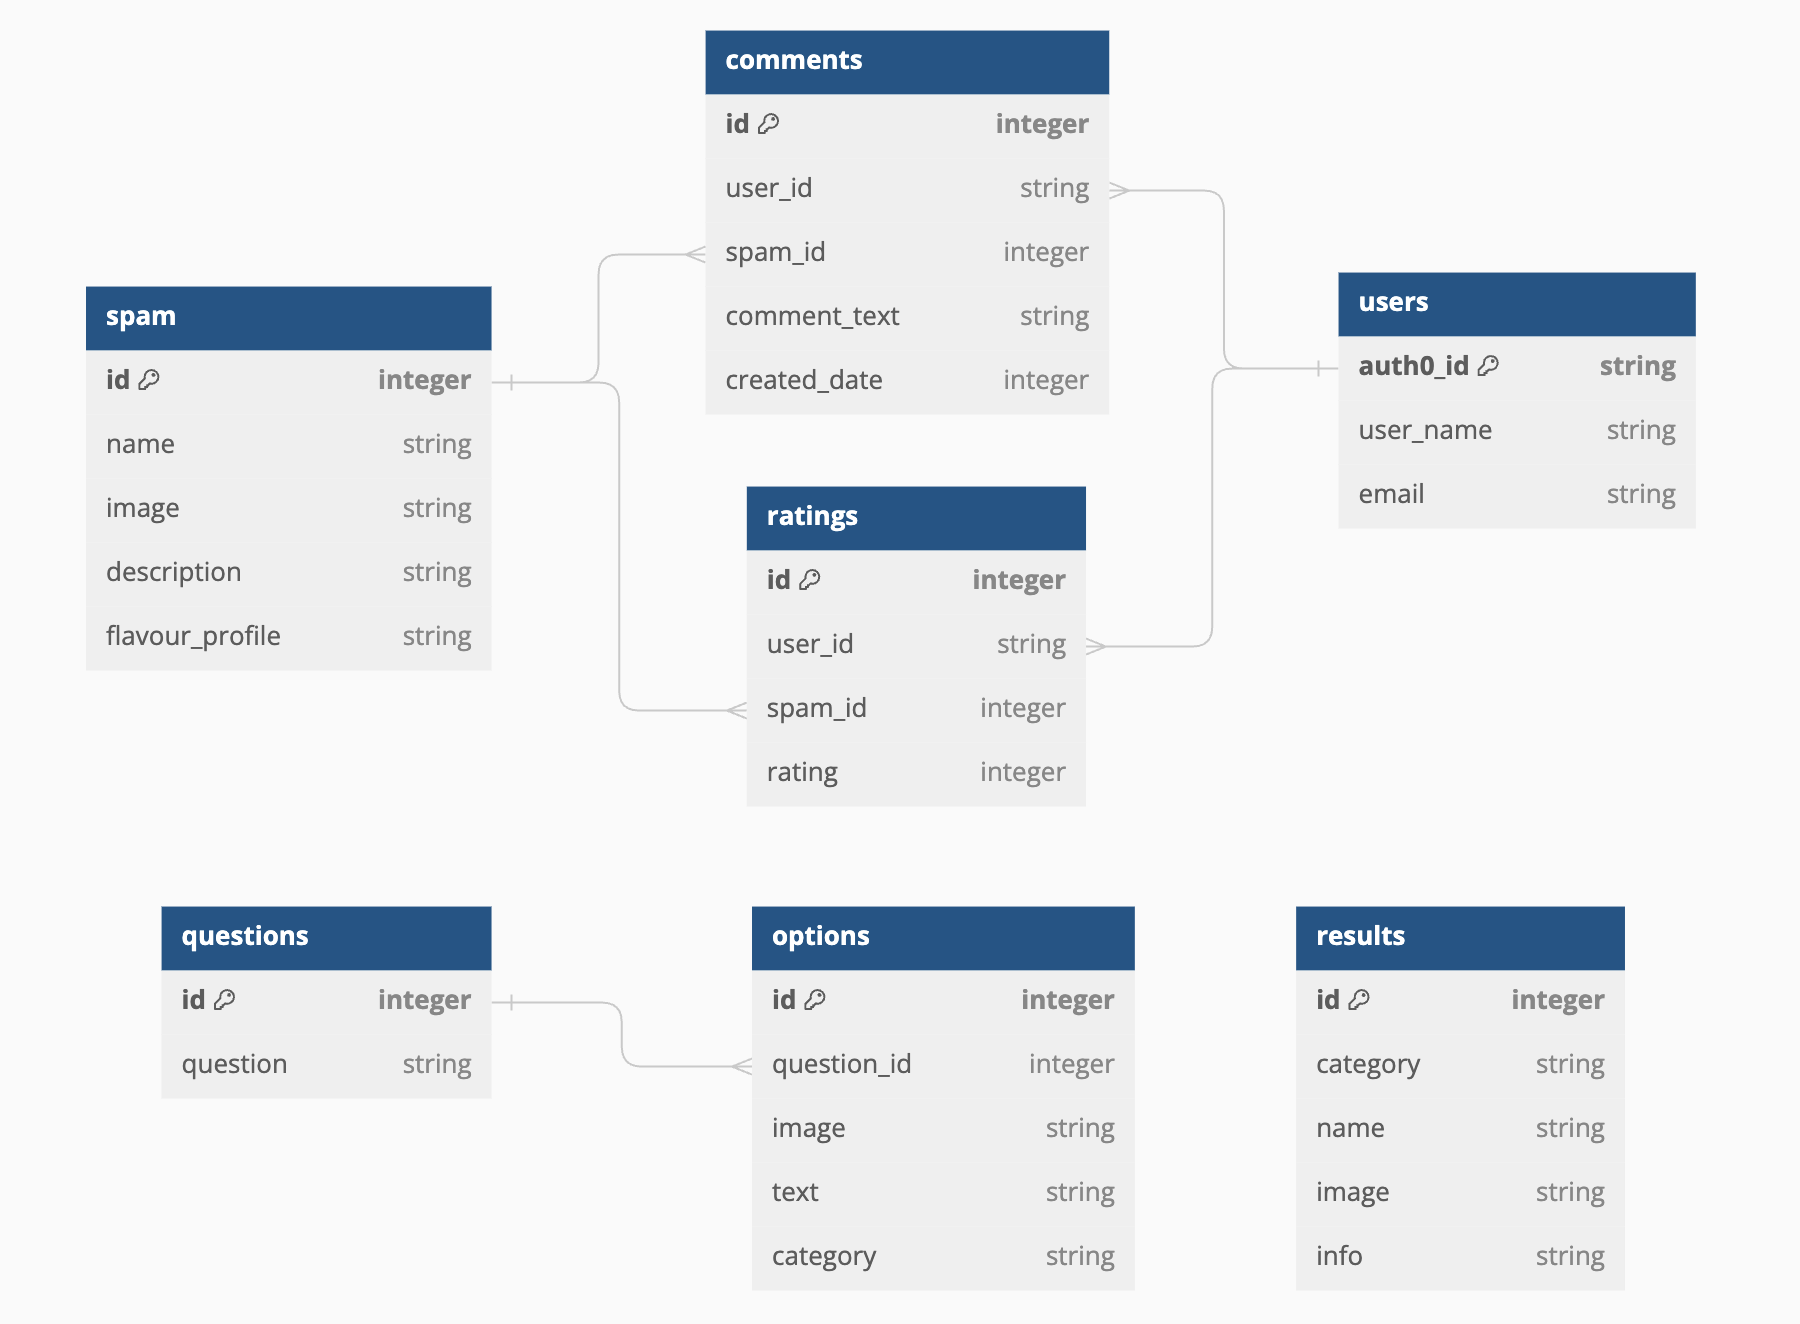 comments
id integer
user_id string
spam_id integer
comment_text string
created_date integer
spam
id integer
name string
image string
description string
flavour_profile string
users
auth0_id string
user_name string
email string
ratings
id integer
user_id string
spam_id integer
rating integer
questions
id integer
question string
options
id integer
question_id integer
image string
text string
category string
results
id integer
category string
name string
image string
info string